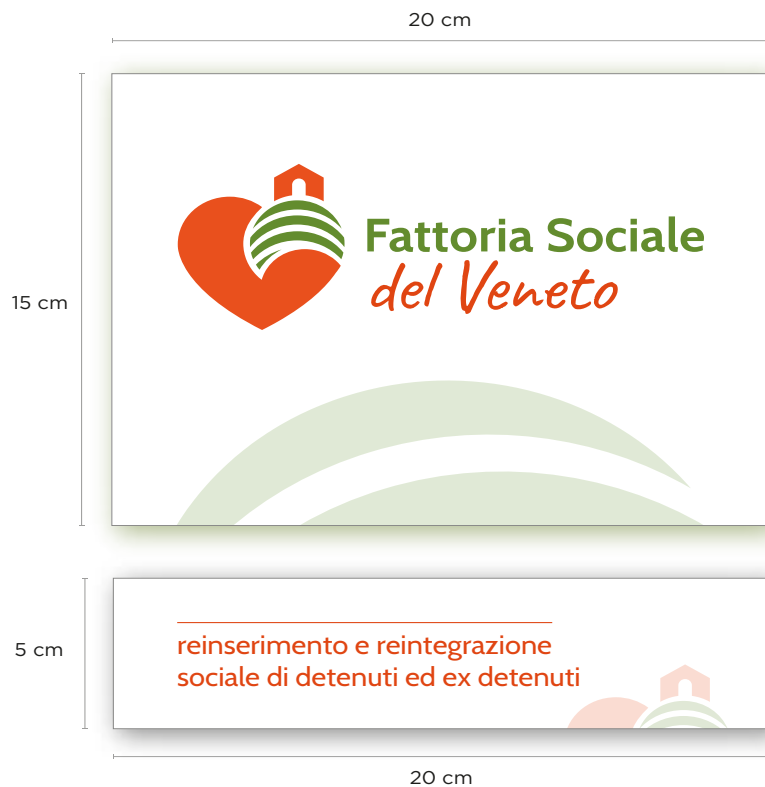 20 cm
15 cm
Fattoria Sociale
del Veneto
5 cm
reinserimento e reintegrazione
sociale di detenuti ed ex detenuti
20 cm